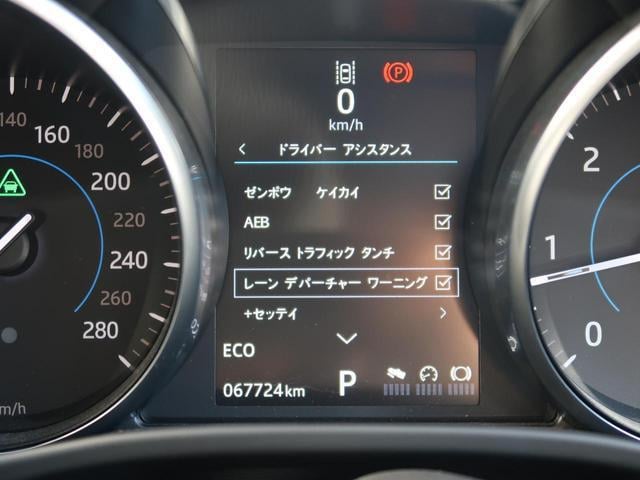 0
km/h
ドライバー アシスタンス
ゼンボウ ケイカイ
AEB
リバース トラフィック タンチ
レーン デパーチャー ワーニング
+セッテイ
ECO
067724km
P
140
160
180
200
220
240
260
280
m/h
2
1
0
P